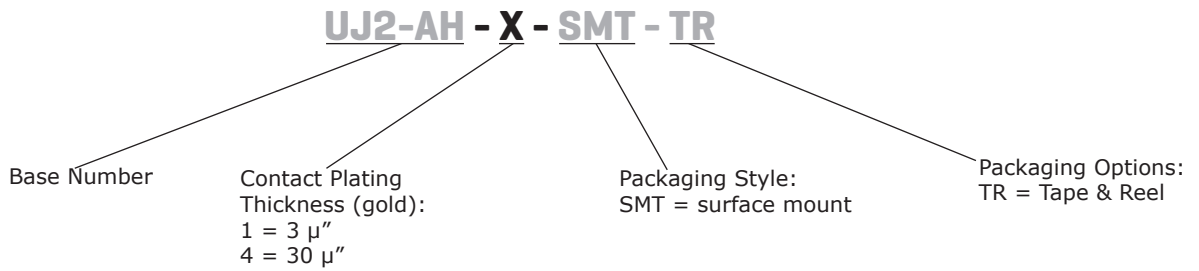 UJ2-AH - X - SMT - TR
Base Number
Contact Plating
Thickness (gold):
1 = 3 µ”
4 = 30 µ”
Packaging Style:
SMT = surface mount
Packaging Options:
TR = Tape & Reel